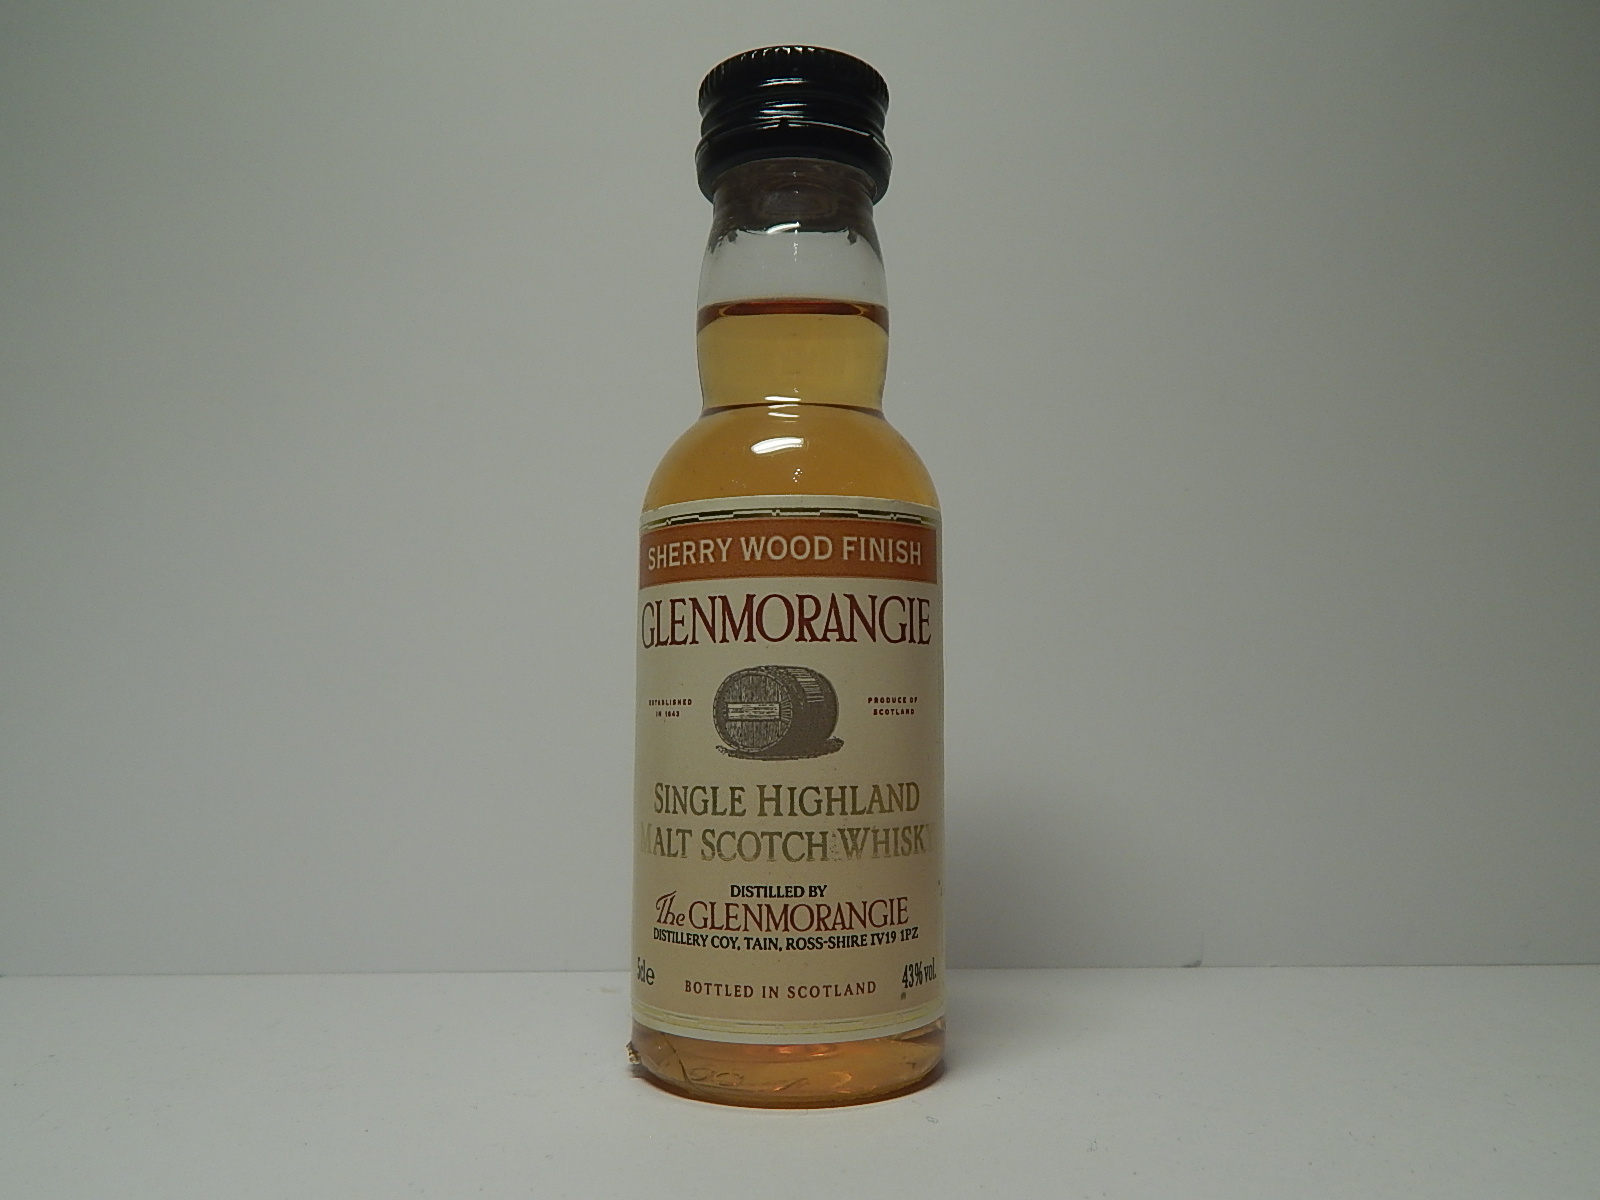 SHERRY WOOD FINISH
GLENMORANGIE
ESTABLISHED
IN 1843
PRODUCE OF
SCOTLAND
SINGLE HIGHLAND
MALT SCOTCH WHISKY
DISTILLED BY
The GLENMORANGIE
DISTILLERY COY, TAIN, ROSS-SHIRE IV19 1PZ
5cle
43% vol.
BOTTLED IN SCOTLAND